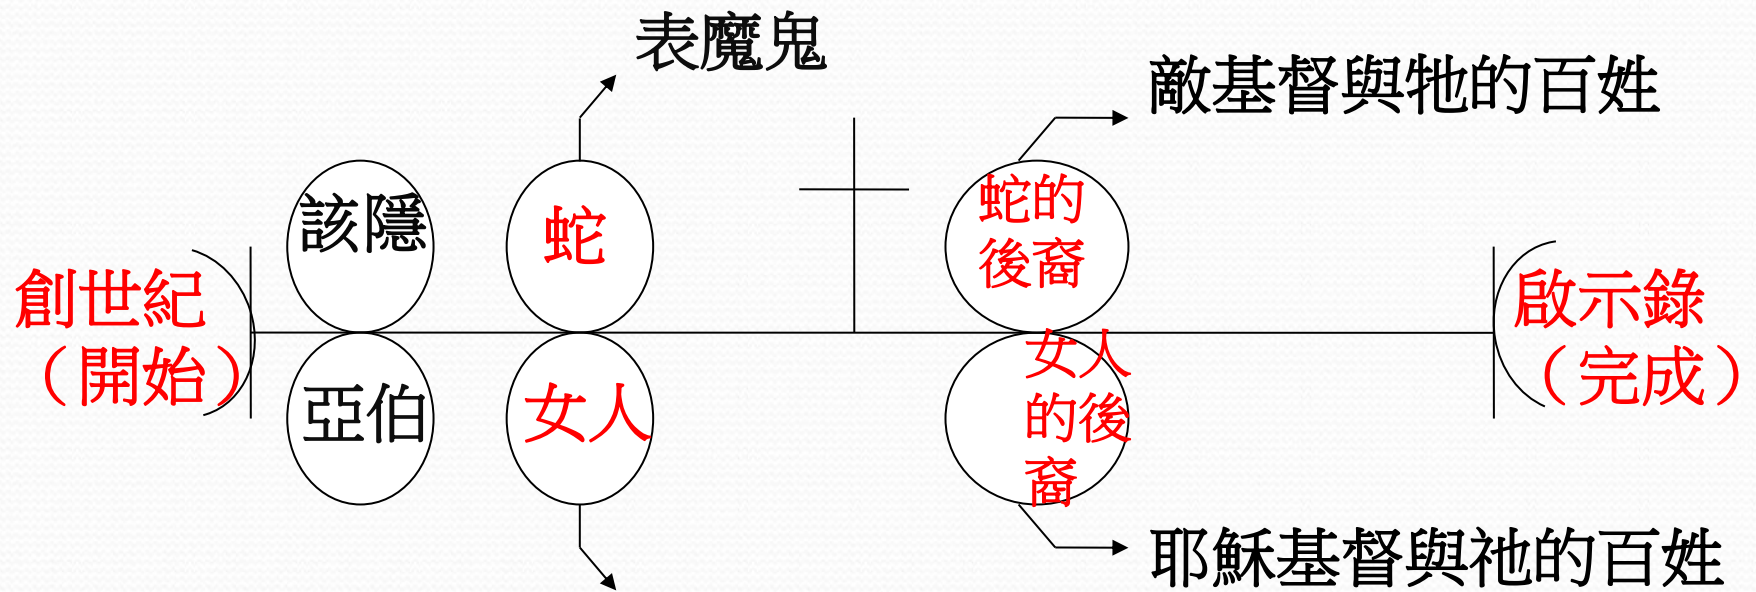 表魔鬼
敵基督與牠的百姓
該隱
蛇
蛇的
後裔
創世紀
（開始）
啟示錄
（完成）
亞伯
女人
女人
的後
裔
耶穌基督與祂的百姓